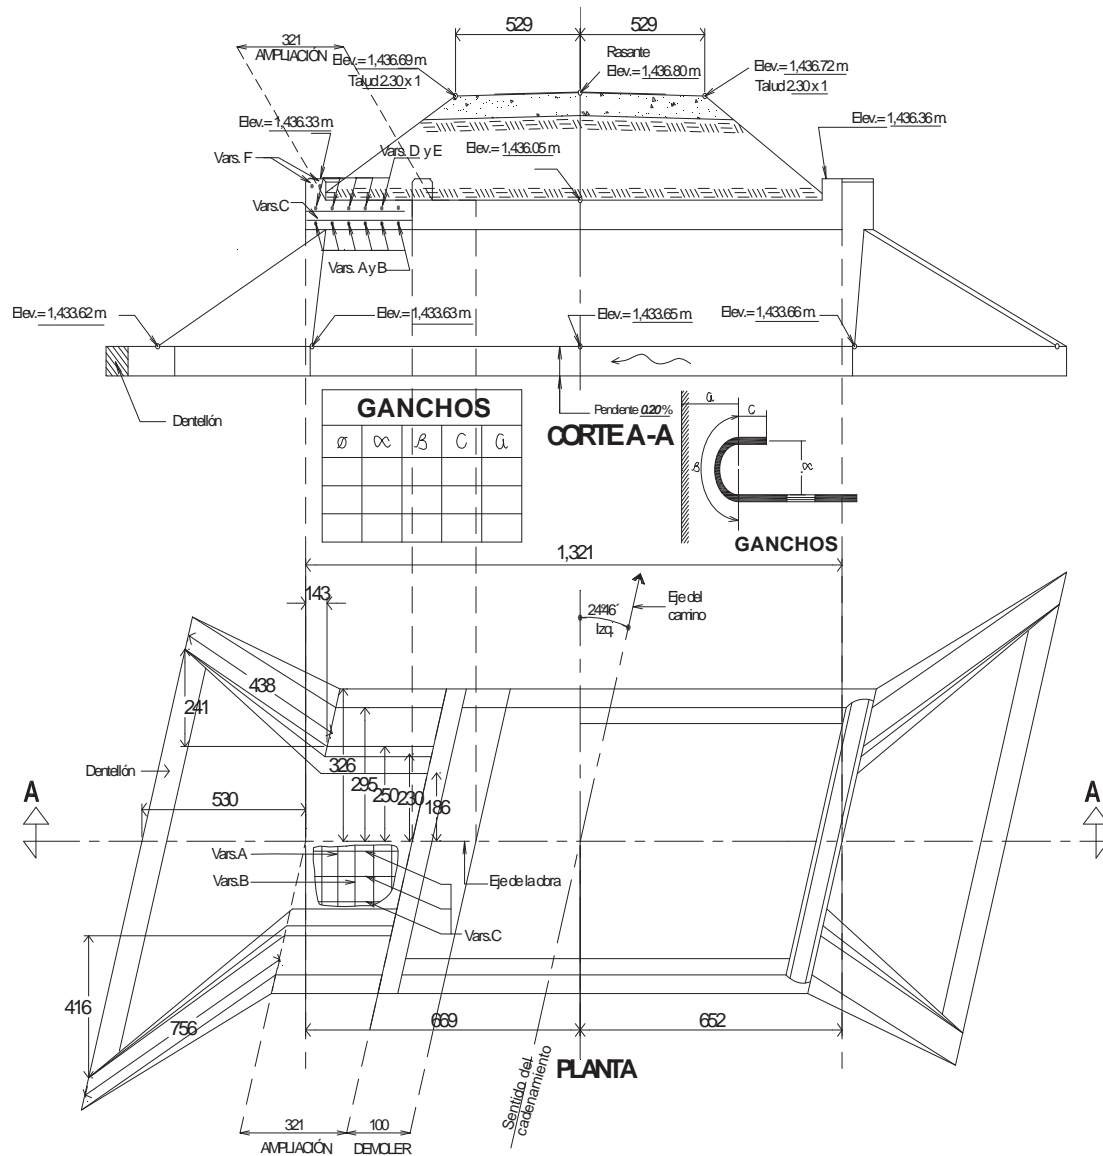 529
529
321
AMPLIACIÓN
Elev.= 1,436.69 m.
Talud 2.30 x 1
Rasante
Elev.= 1,436.80 m.
Elev.= 1,436.72 m.
Talud 2.30 x 1
Elev.= 1,436.33 m.
Elev.= 1,436.36 m.
Vars. F
Vars. D y E
Elev.= 1,436.05 m.
Vars.C
Vars. A y B
Elev.= 1,433.62 m.
Elev.= 1,433.63 m.
Elev.= 1,433.65 m.
Elev.= 1,433.66 m.
Dentellón
Pendiente 0.20 %
CORTE A-A
GANCHOS
ø α β C a
a
C
β
α
GANCHOS
1,321
143
24°46´
Izq.
Eje del
camino
438
241
Dentellón
326
295
250
230
186
530
A
A
Vars.A
Vars.B
Eje de la obra
Vars.C
416
756
669
652
PLANTA
Sentido del
cadenamiento
321
100
AMPLIACIÓN
DEMOLER